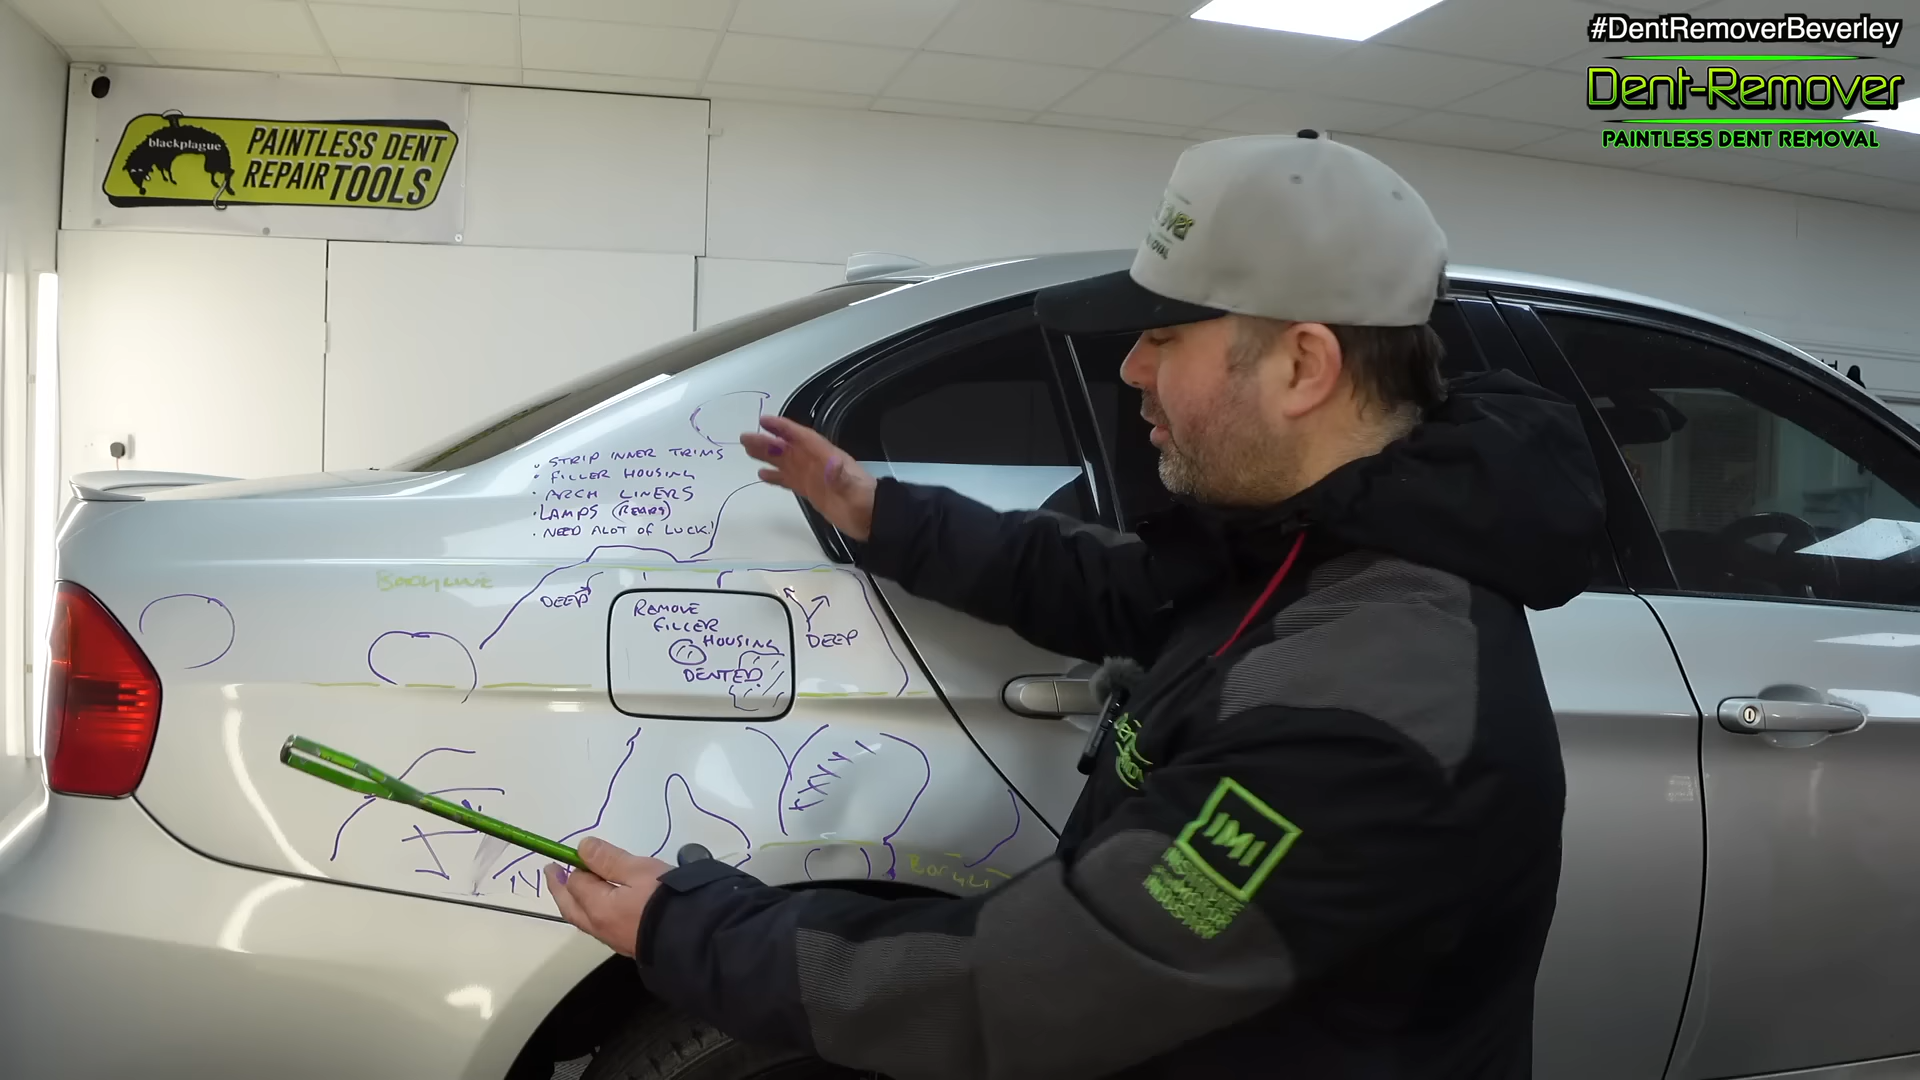 #DentRemoverBeverley
Dent-Remover
PAINTLESS DENT REMOVAL
blackplague
PAINTLESS DENT
REPAIR TOOLS
• STRIP INNER TRIMS
• FILLER HOUSING
• ARCH LINERS
• LAMPS (REARS)
• NEED ALOT OF LUCK!
BODYLINE
DEEP
REMOVE
FILLER
HOUSING
DENTED
DEEP
IMI